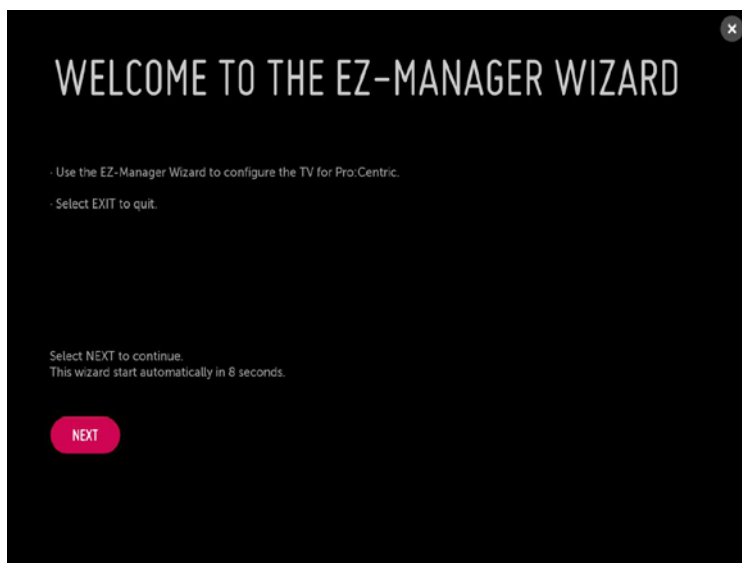 WELCOME TO THE EZ-MANAGER WIZARD
· Use the EZ-Manager Wizard to configure the TV for Pro:Centric.
· Select EXIT to quit.
Select NEXT to continue.
This wizard start automatically in 8 seconds.
NEXT